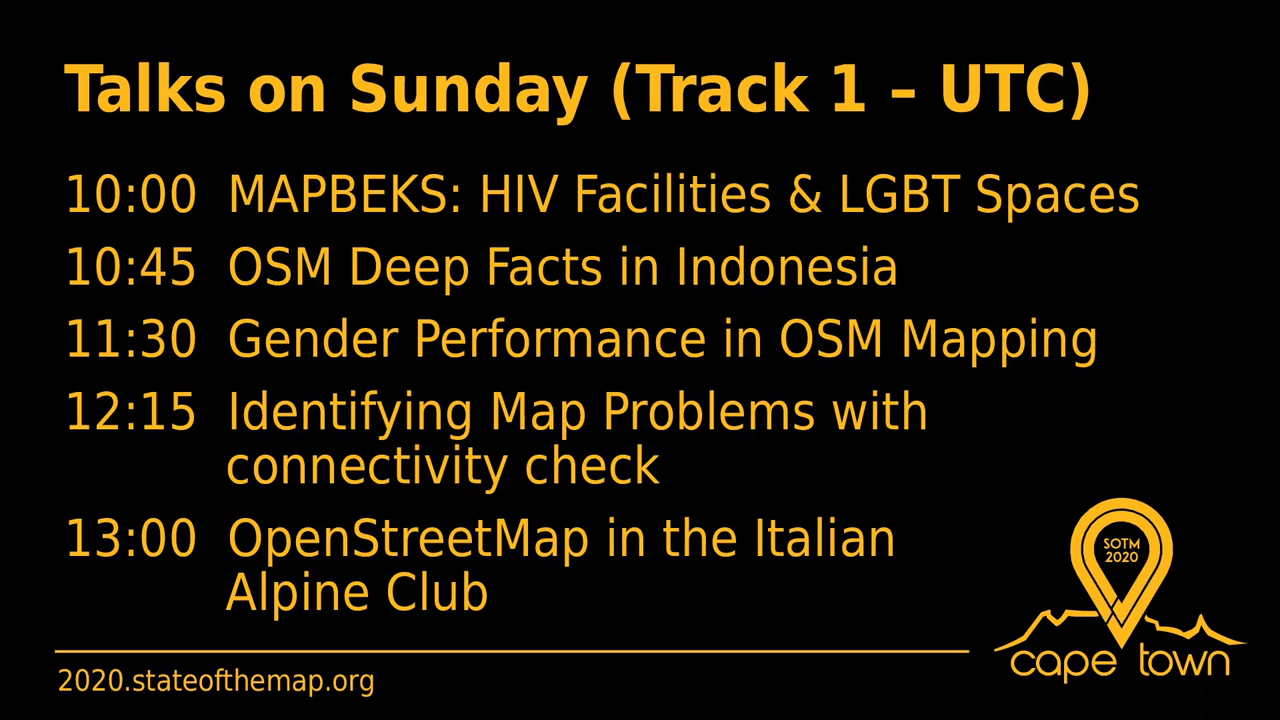 Talks on Sunday (Track 1 – UTC)
10:00 MAPBEKS: HIV Facilities & LGBT Spaces
10:45 OSM Deep Facts in Indonesia
11:30 Gender Performance in OSM Mapping
12:15 Identifying Map Problems with
connectivity check
13:00 OpenStreetMap in the Italian
Alpine Club
SOTM
2020
cape town
2020.stateofthemap.org